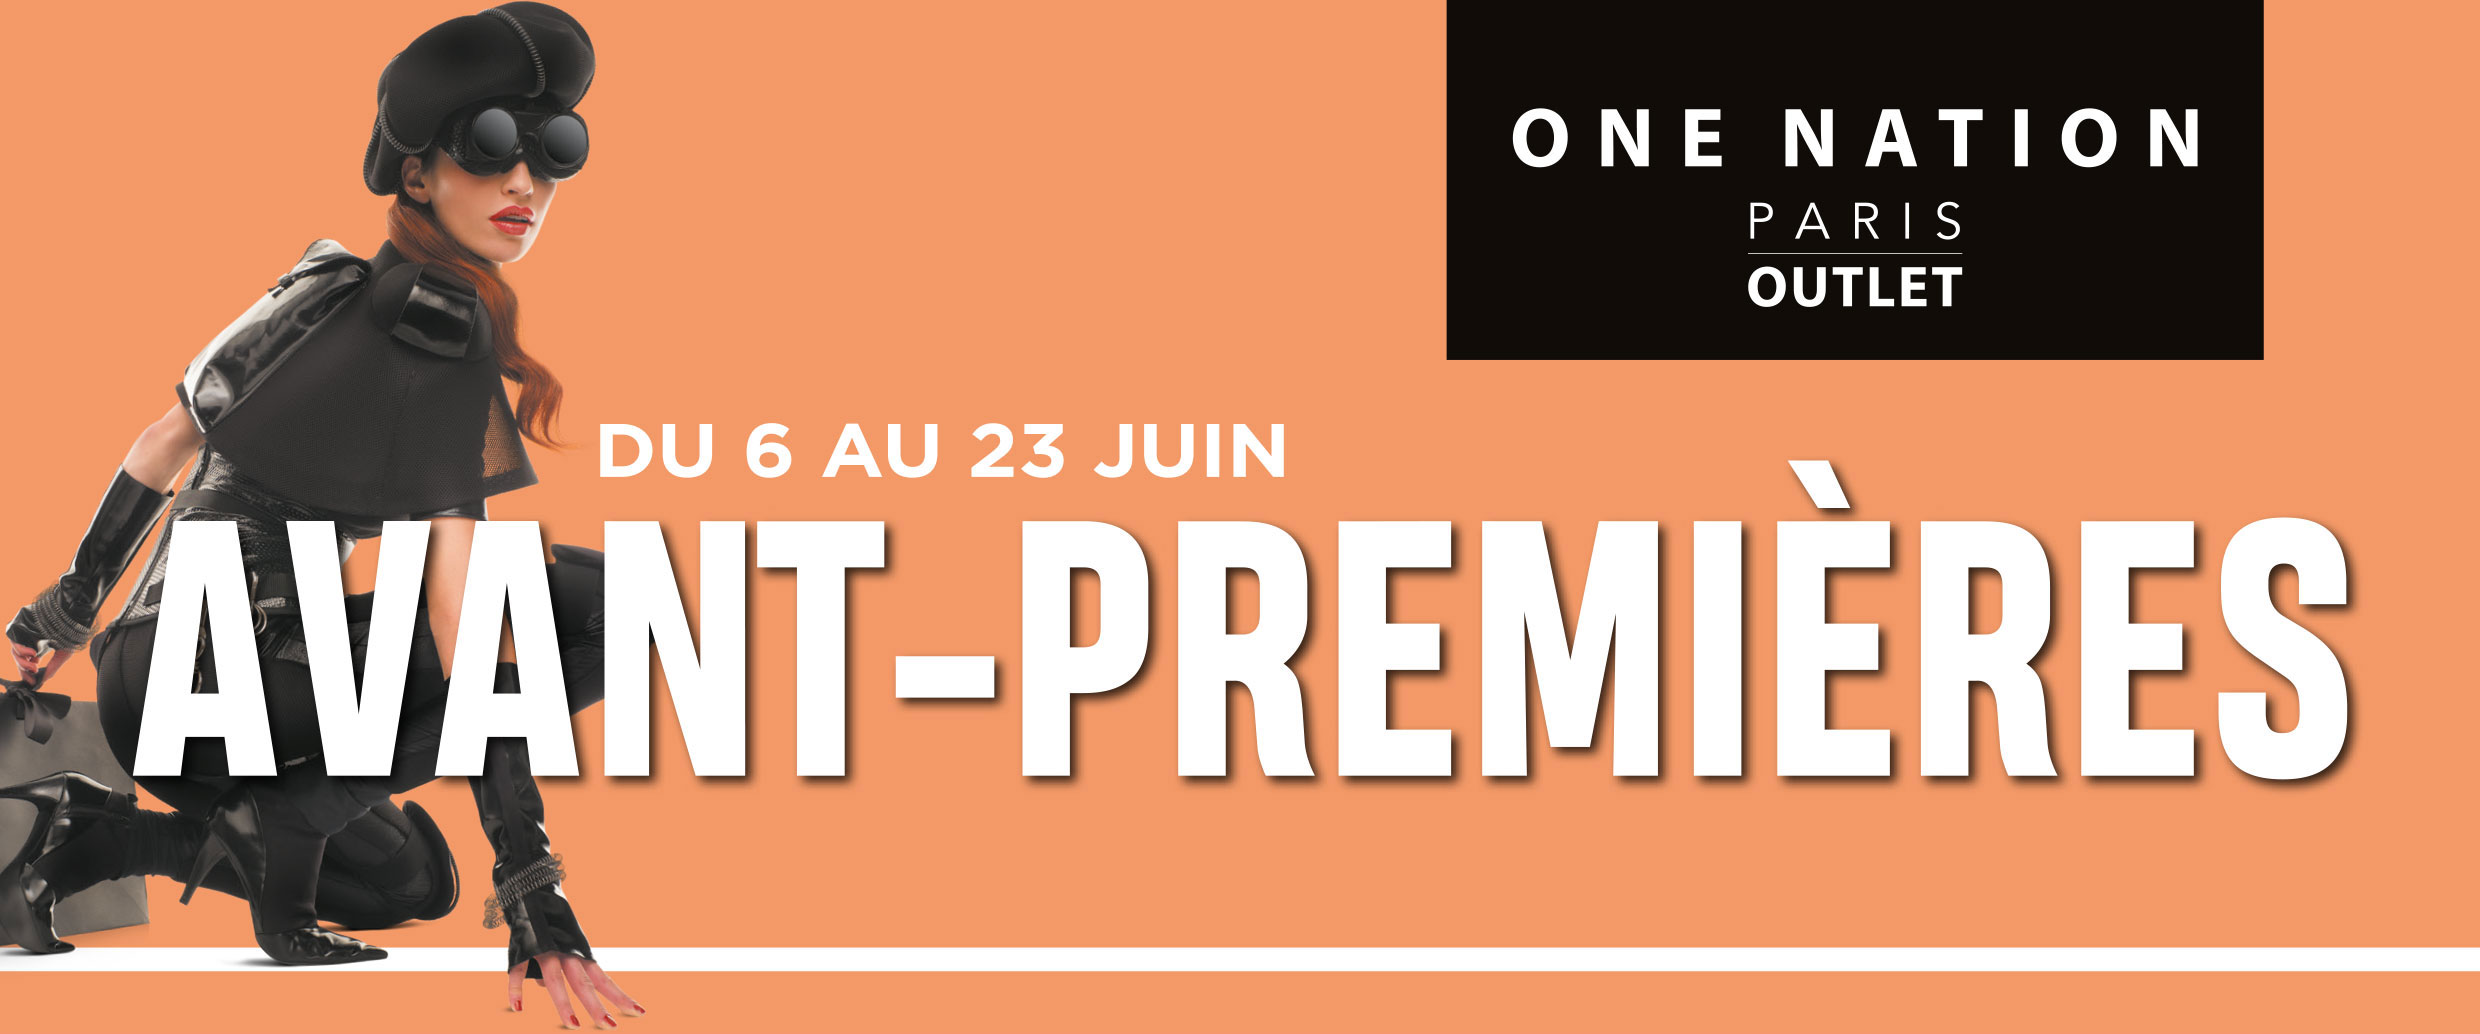 ONE NATION
PARIS
OUTLET
DU 6 AU 23 JUIN
AVANT-PREMIÈRES